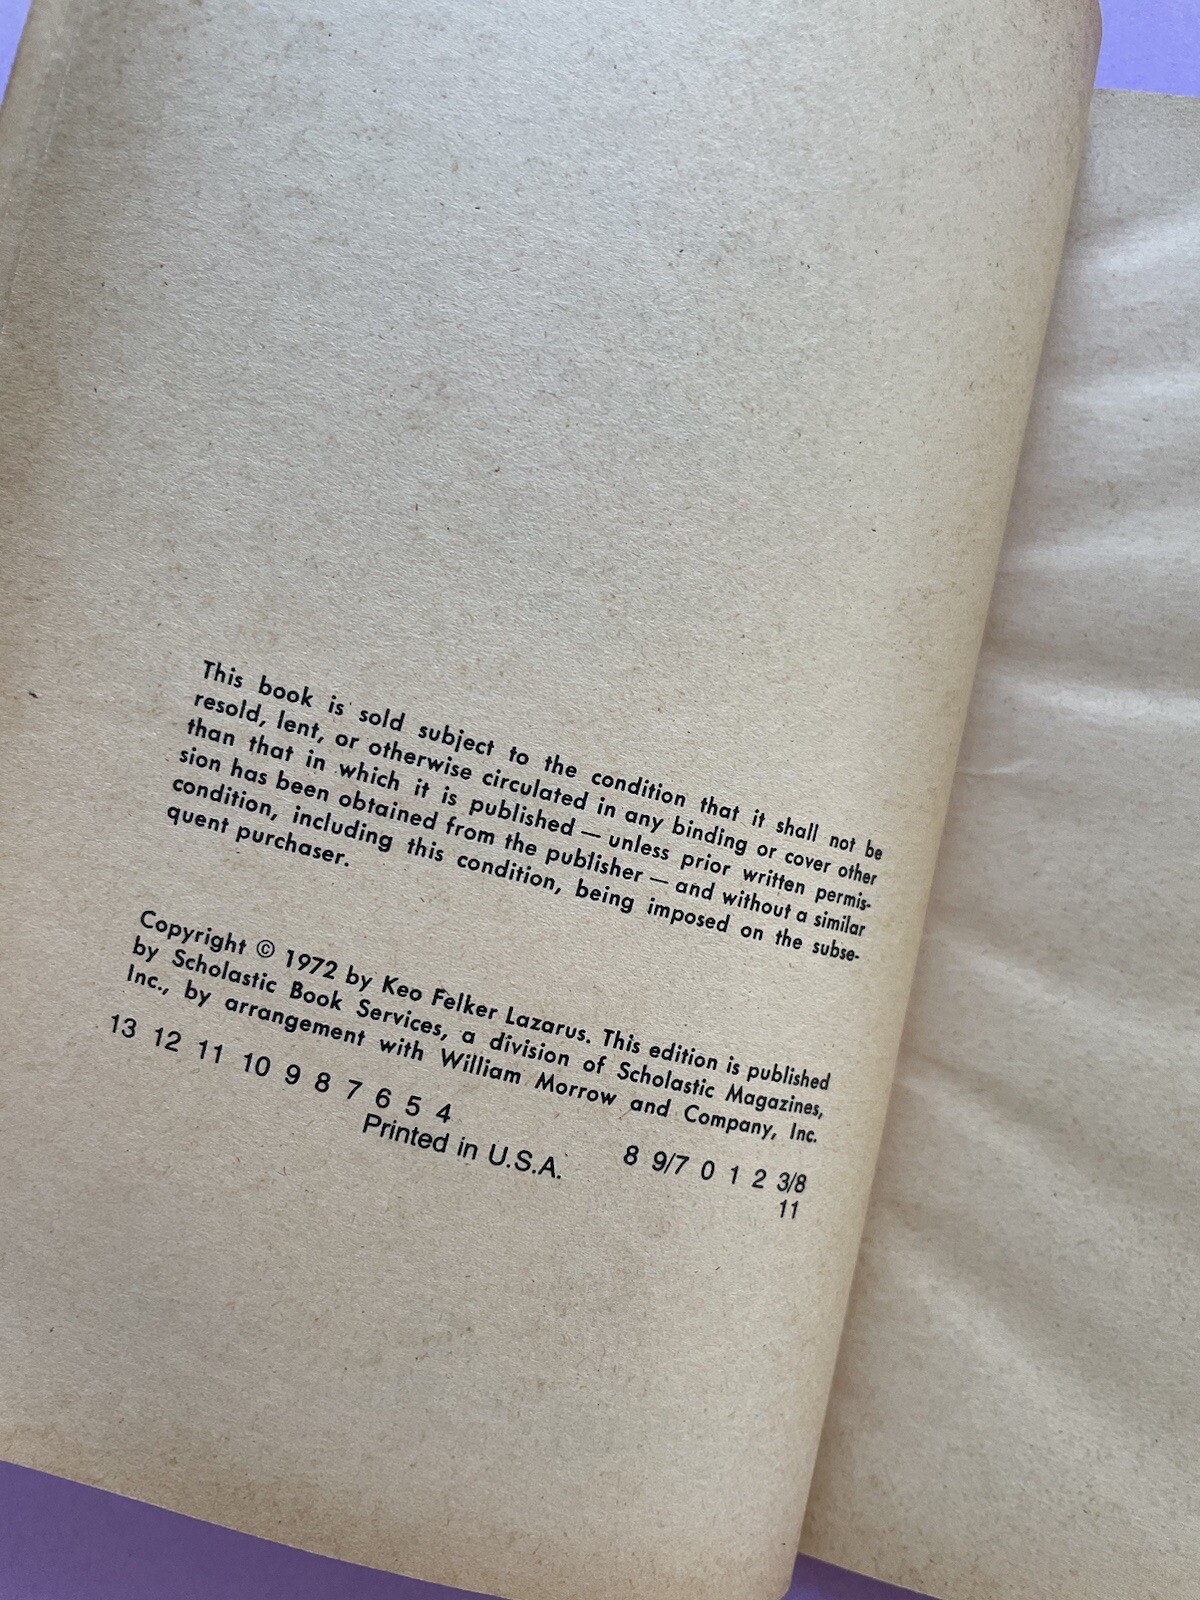 This book is sold subject to the condition that it shall not be
resold, lent, or otherwise circulated in any binding or cover other
than that in which it is published — unless prior written permis-
sion has been obtained from the publisher — and without a similar
condition, including this condition, being imposed on the subse-
quent purchaser.
Copyright © 1972 by Keo Felker Lazarus. This edition is published
by Scholastic Book Services, a division of Scholastic Magazines,
Inc., by arrangement with William Morrow and Company, Inc.
13 12 11 10 9 8 7 6 5 4 8 9/7 0 1 2 3/8
Printed in U.S.A. 11